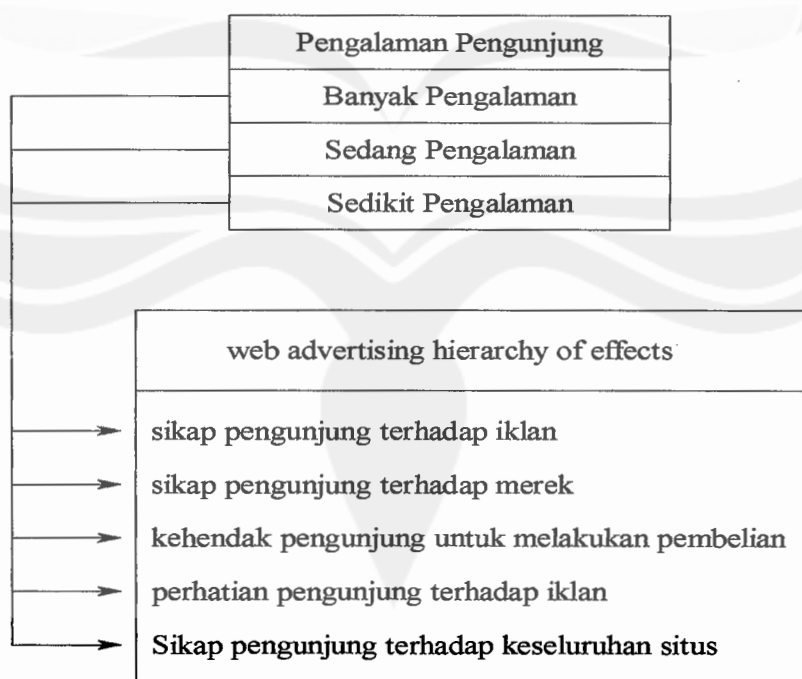 Pengalaman Pengunjung
Banyak Pengalaman
Sedang Pengalaman
Sedikit Pengalaman
web advertising hierarchy of effects
sikap pengunjung terhadap iklan
sikap pengunjung terhadap merek
kehendak pengunjung untuk melakukan pembelian
perhatian pengunjung terhadap iklan
Sikap pengunjung terhadap keseluruhan situs